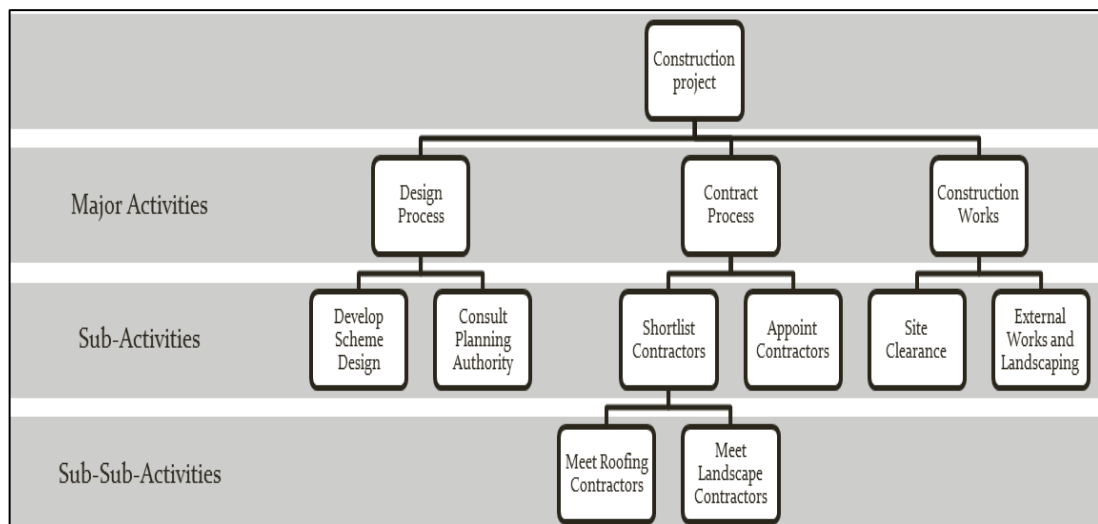 Construction
project
Major Activities
Design
Process
Contract
Process
Construction
Works
Sub-Activities
Develop
Scheme
Design
Consult
Planning
Authority
Shortlist
Contractors
Appoint
Contractors
Site
Clearance
External
Works and
Landscaping
Sub-Sub-Activities
Meet Roofing
Contractors
Meet
Landscape
Contractors